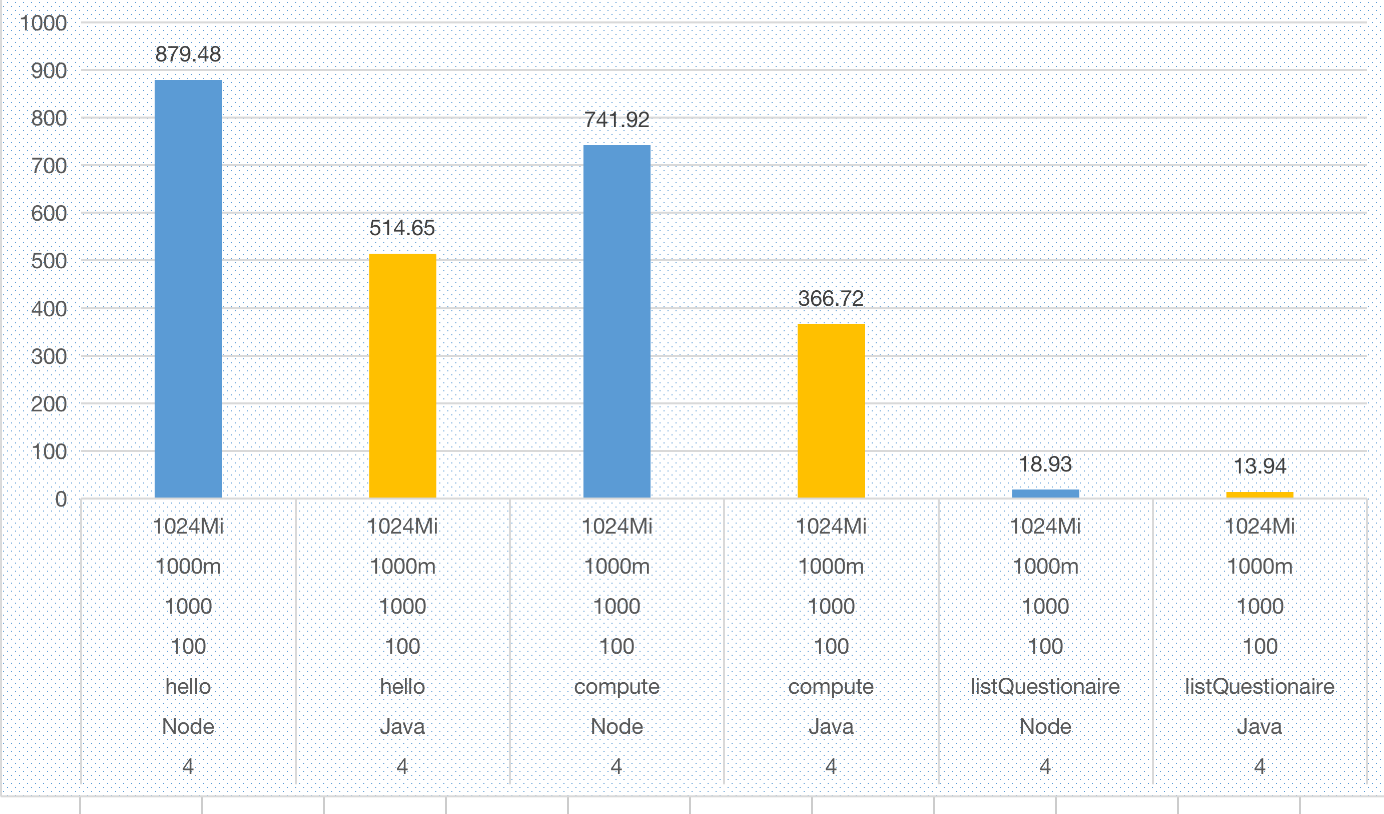 1000
900
800
700
600
500
400
300
200
100
0
879.48
514.65
741.92
366.72
18.93
13.94
1024Mi 1024Mi 1024Mi 1024Mi 1024Mi 1024Mi
1000m 1000m 1000m 1000m 1000m 1000m
1000 1000 1000 1000 1000 1000
100 100 100 100 100 100
hello hello compute compute listQuestionaire listQuestionaire
Node Java Node Java Node Java
4 4 4 4 4 4